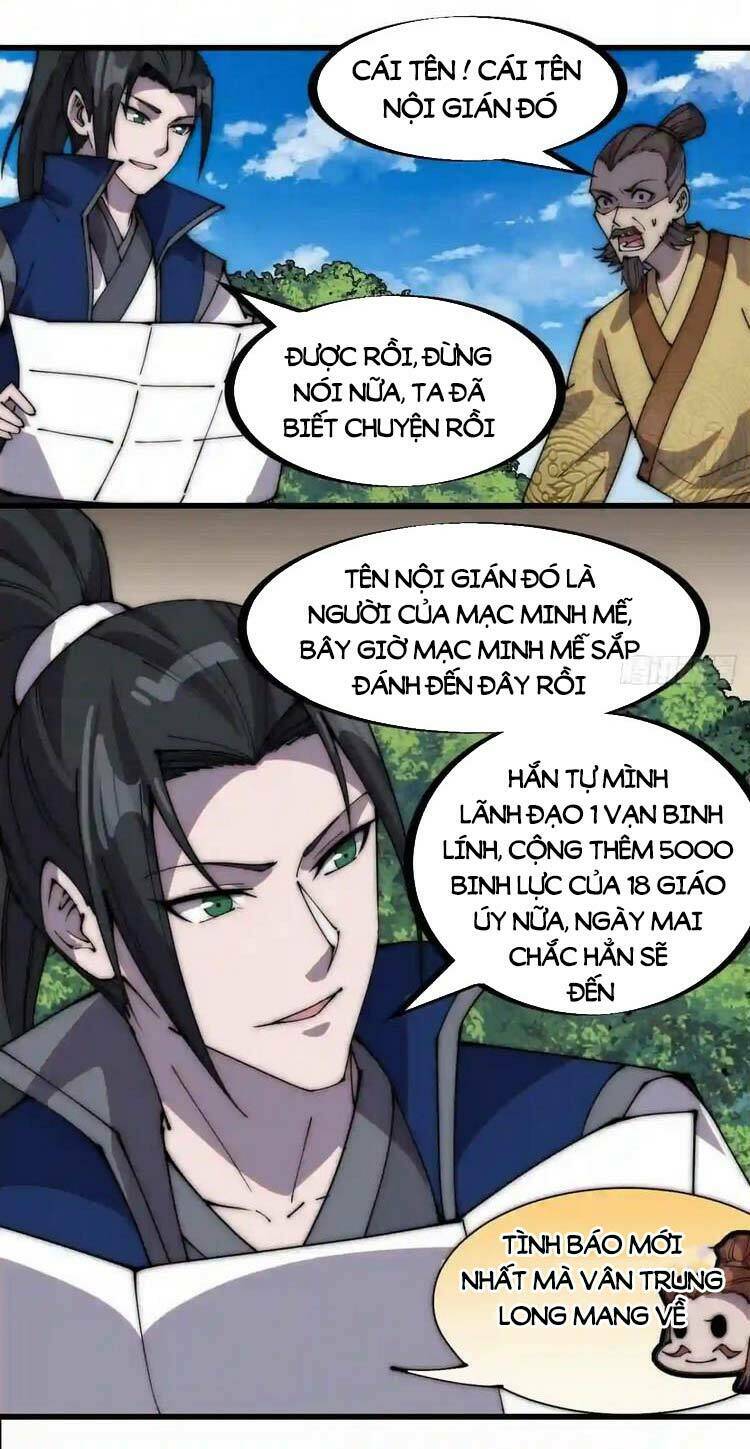 CÁI TÊN! CÁI TÊN
NỘI GIÁN ĐÓ
ĐƯỢC RỒI, ĐỪNG
NÓI NỮA, TA ĐÃ
BIẾT CHUYỆN RỒI
TÊN NỘI GIÁN ĐÓ LÀ
NGƯỜI CỦA MẠC MINH MẾ,
BÂY GIỜ MẠC MINH MẾ SẮP
ĐÁNH ĐẾN ĐÂY RỒI
HẮN TỰ MÌNH
LÃNH ĐẠO 1 VẠN BINH
LÍNH, CỘNG THÊM 5000
BINH LỰC CỦA 18 GIÁO
ÚY NỮA, NGÀY MAI
CHẮC HẲN SẼ
ĐẾN
TÌNH BÁO MỚI
NHẤT MÀ VÂN TRUNG
LONG MANG VỀ